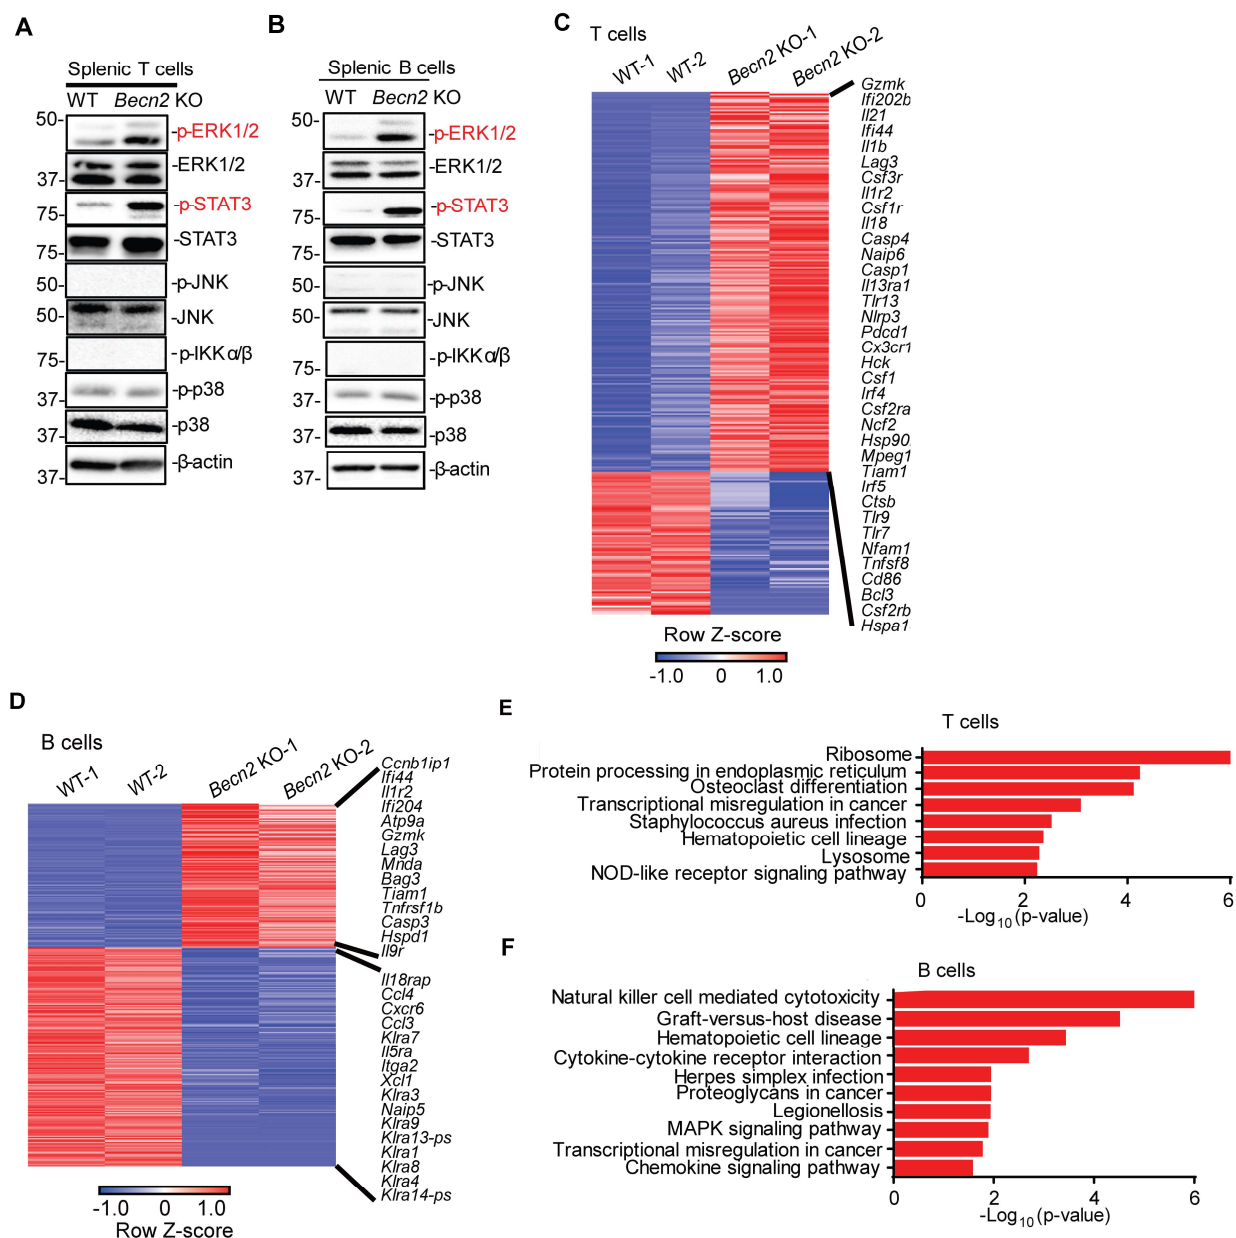 A
Splenic T cells
WT Becn2 KO
50-
-p-ERK1/2
-ERK1/2
37-
-p-STAT3
75-
-STAT3
75-
-p-JNK
50-
50-
-JNK
-p-IKKα/β
75-
-p-p38
37-
-p38
37-
-β-actin
37-
B
Splenic B cells
WT Becn2 KO
50-
-p-ERK1/2
-ERK1/2
37-
-p-STAT3
75-
-STAT3
75-
-p-JNK
50-
50-
-JNK
-p-IKKα/β
75-
-p-p38
37-
-p38
37-
-β-actin
37-
C
T cells
WT-1
WT-2
Becn2 KO-1
Becn2 KO-2
Gzmk
Ifi202b
Il21
Ifi44
Il1b
Lag3
Csf3r
Il1r2
Csf1r
Il18
Casp4
Naip6
Casp1
Il13ra1
Tlr13
Nlrp3
Pdcd1
Cx3cr1
Hck
Csf1
Irf4
Csf2ra
Ncf2
Hsp90
Mpeg1
Tiam1
Irf5
Ctsb
Tlr9
Tlr7
Nfam1
Tnfsf8
Cd86
Bcl3
Csf2rb
Hspa1
Row Z-score
-1.0 0 1.0
D
B cells
WT-1
WT-2
Becn2 KO-1
Becn2 KO-2
Ccnb1ip1
Ifi44
Il1r2
Ifi204
Atp9a
Gzmk
Lag3
Mnda
Bag3
Tiam1
Tnfrsf1b
Casp3
Hspd1
Il9r
Il18rap
Ccl4
Cxcr6
Ccl3
Klra7
Il5ra
Itga2
Xcl1
Klra3
Naip5
Klra9
Klra13-ps
Klra1
Klra8
Klra4
Klra14-ps
-1.0 0 1.0
Row Z-score
E
T cells
Ribosome
Protein processing in endoplasmic reticulum
Osteoclast differentiation
Transcriptional misregulation in cancer
Staphylococcus aureus infection
Hematopoietic cell lineage
Lysosome
NOD-like receptor signaling pathway
0 2 4 6
-Log10 (p-value)
F
B cells
Natural killer cell mediated cytotoxicity
Graft-versus-host disease
Hematopoietic cell lineage
Cytokine-cytokine receptor interaction
Herpes simplex infection
Proteoglycans in cancer
Legionellosis
MAPK signaling pathway
Transcriptional misregulation in cancer
Chemokine signaling pathway
0 2 4 6
-Log10 (p-value)